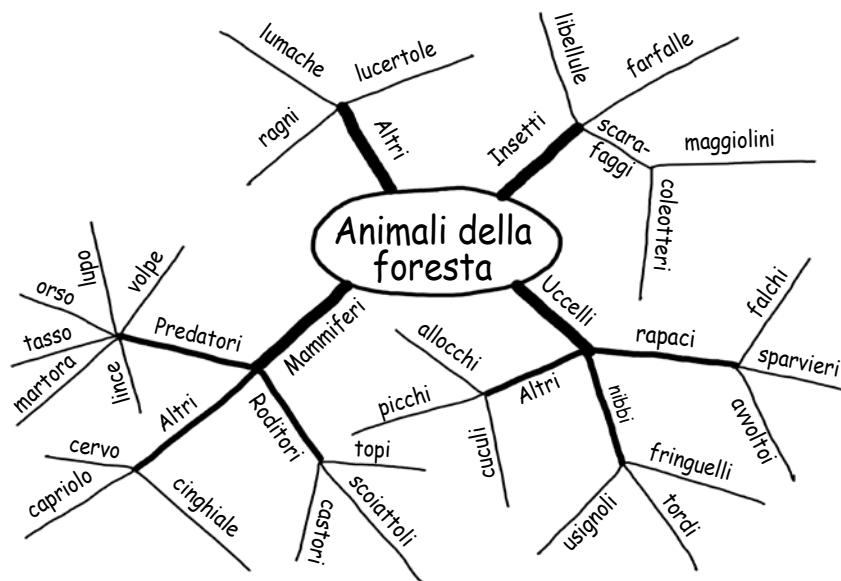 Animali della
foresta
Altri
lumache
lucertole
ragni
Insetti
libellule
farfalle
scara-
faggi
maggiolini
coleotteri
Uccelli
rapaci
falchi
sparvieri
avvoltoi
nibbi
fringuelli
tordi
usignoli
Altri
allocchi
picchi
cuculi
Mammiferi
Predatori
volpe
lupo
orso
tasso
martora
lince
Altri
cervo
capriolo
cinghiale
Roditori
topi
scoiattoli
castori